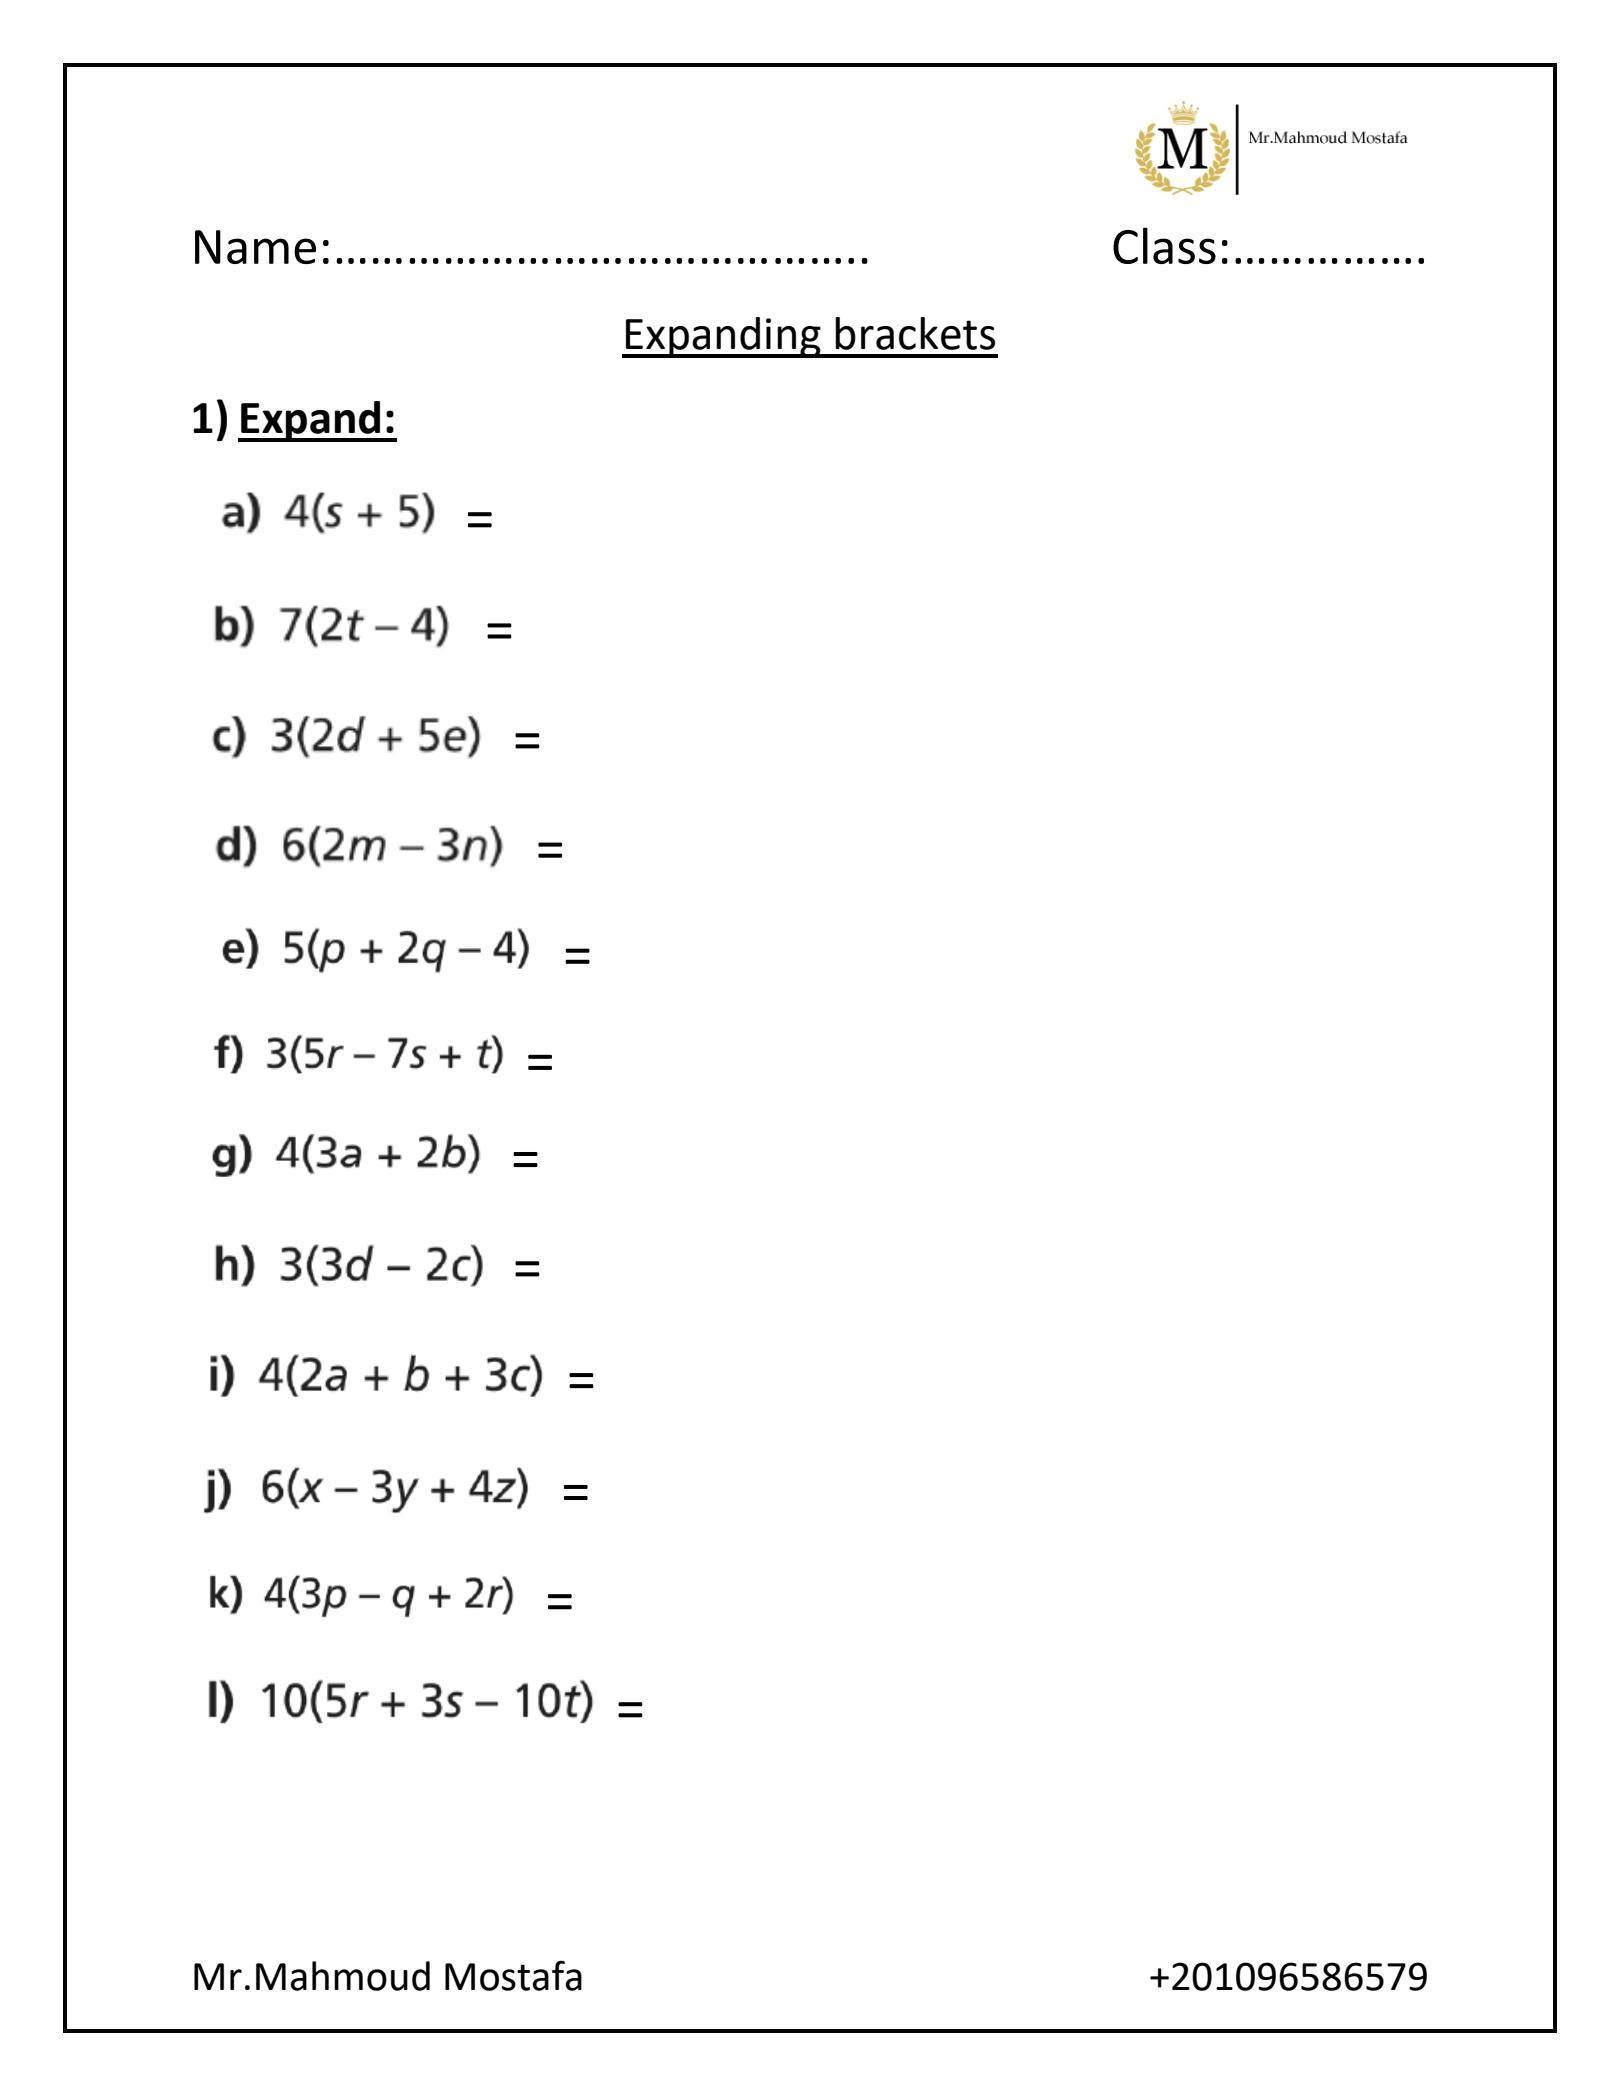 M Mr.Mahmoud Mostafa
Name:…………………………………….. Class:…………….
Expanding brackets
1) Expand:
a) 4(s + 5) =
b) 7(2t – 4) =
c) 3(2d + 5e) =
d) 6(2m – 3n) =
e) 5(p + 2q – 4) =
f) 3(5r – 7s + t) =
g) 4(3a + 2b) =
h) 3(3d – 2c) =
i) 4(2a + b + 3c) =
j) 6(x – 3y + 4z) =
k) 4(3p – q + 2r) =
l) 10(5r + 3s – 10t) =
Mr.Mahmoud Mostafa +201096586579